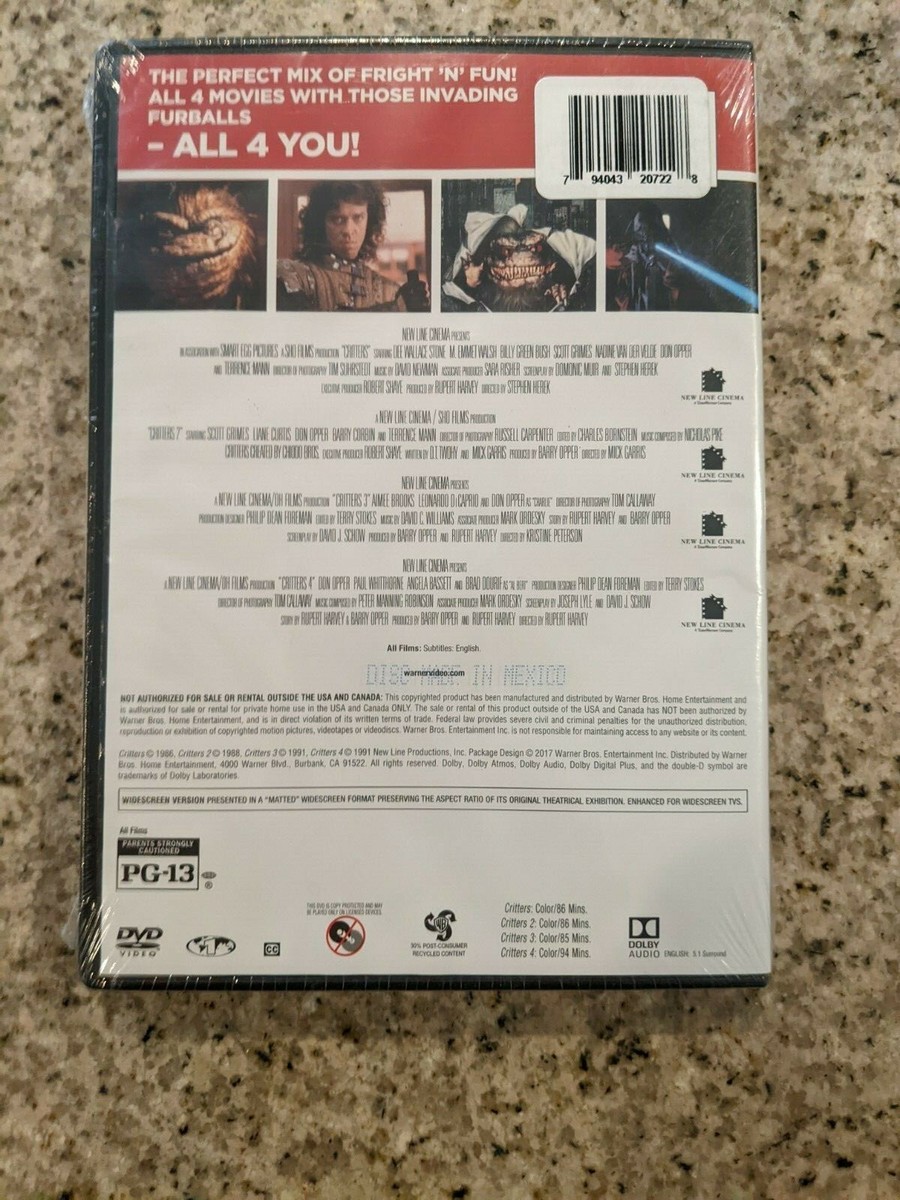 THE PERFECT MIX OF FRIGHT 'N' FUN!
ALL 4 MOVIES WITH THOSE INVADING
FURBALLS
– ALL 4 YOU!
7 94043 20722 8
NEW LINE CINEMA PRESENTS
IN ASSOCIATION WITH SMART EGG PICTURES A SHO FILMS PRODUCTION "CRITTERS" STARRING DEE WALLACE STONE M. EMMET WALSH BILLY GREEN BUSH SCOTT GRIMES NADINE VAN DER VELDE DON OPPER
AND TERRENCE MANN DIRECTOR OF PHOTOGRAPHY TIM SUHRSTEDT MUSIC BY DAVID NEWMAN ASSOCIATE PRODUCER SARA RISHER SCREENPLAY BY DOMONIC MUIR AND STEPHEN HEREK
EXECUTIVE PRODUCER ROBERT SHAYE PRODUCED BY RUPERT HARVEY DIRECTED BY STEPHEN HEREK
NEW LINE CINEMA
A NEW LINE CINEMA / SHO FILMS PRODUCTION
"CRITTERS 2" STARRING SCOTT GRIMES LIANE CURTIS DON OPPER BARRY CORBIN AND TERRENCE MANN DIRECTOR OF PHOTOGRAPHY RUSSELL CARPENTER EDITED BY CHARLES BORNSTEIN MUSIC COMPOSED BY NICHOLAS PIKE
CRITTERS CREATED BY CHIODO BROS. EXECUTIVE PRODUCER ROBERT SHAYE WRITTEN BY D.T. TWOHY AND MICK GARRIS PRODUCED BY BARRY OPPER DIRECTED BY MICK GARRIS
NEW LINE CINEMA
NEW LINE CINEMA PRESENTS
A NEW LINE CINEMA/OH FILMS PRODUCTION "CRITTERS 3" AIMEE BROOKS LEONARDO DiCAPRIO AND DON OPPER AS "CHARLIE" DIRECTOR OF PHOTOGRAPHY TOM CALLAWAY
PRODUCTION DESIGNER PHILIP DEAN FOREMAN EDITED BY TERRY STOKES MUSIC BY DAVID C. WILLIAMS ASSOCIATE PRODUCER MARK ORDESKY STORY BY RUPERT HARVEY AND BARRY OPPER
SCREENPLAY BY DAVID J. SCHOW PRODUCED BY BARRY OPPER AND RUPERT HARVEY DIRECTED BY KRISTINE PETERSON
NEW LINE CINEMA
NEW LINE CINEMA PRESENTS
A NEW LINE CINEMA/OH FILMS PRODUCTION "CRITTERS 4" DON OPPER PAUL WHITTHORNE ANGELA BASSETT AND BRAD DOURIF AS "AL BERT" PRODUCTION DESIGNER PHILIP DEAN FOREMAN EDITED BY TERRY STOKES
DIRECTOR OF PHOTOGRAPHY TOM CALLAWAY MUSIC COMPOSED BY PETER MANNING ROBINSON ASSOCIATE PRODUCER MARK ORDESKY SCREENPLAY BY JOSEPH LYLE AND DAVID J. SCHOW
STORY BY RUPERT HARVEY & BARRY OPPER PRODUCED BY BARRY OPPER AND RUPERT HARVEY DIRECTED BY RUPERT HARVEY
NEW LINE CINEMA
All Films: Subtitles: English.
warnervideo.com
DISC MADE IN MEXICO
NOT AUTHORIZED FOR SALE OR RENTAL OUTSIDE THE USA AND CANADA: This copyrighted product has been manufactured and distributed by Warner Bros. Home Entertainment and
is authorized for sale or rental for private home use in the USA and Canada ONLY. The sale or rental of this product outside of the USA and Canada has NOT been authorized by
Warner Bros. Home Entertainment, and is in direct violation of its written terms of trade. Federal law provides severe civil and criminal penalties for the unauthorized distribution,
reproduction or exhibition of copyrighted motion pictures, videotapes or videodiscs. Warner Bros. Entertainment Inc. is not responsible for maintaining access to any website or its content.
Critters © 1986, Critters 2 © 1988, Critters 3 © 1991, Critters 4 © 1991 New Line Productions, Inc. Package Design © 2017 Warner Bros. Entertainment Inc. Distributed by Warner
Bros. Home Entertainment, 4000 Warner Blvd., Burbank, CA 91522. All rights reserved. Dolby, Dolby Atmos, Dolby Audio, Dolby Digital Plus, and the double-D symbol are
trademarks of Dolby Laboratories.
WIDESCREEN VERSION PRESENTED IN A "MATTED" WIDESCREEN FORMAT PRESERVING THE ASPECT RATIO OF ITS ORIGINAL THEATRICAL EXHIBITION. ENHANCED FOR WIDESCREEN TVS.
All Films
PARENTS STRONGLY
CAUTIONED
PG-13
®
DVD
VIDEO
CC
THIS DVD IS COPY PROTECTED AND MAY
BE PLAYED ONLY ON LICENSED DEVICES.
30% POST-CONSUMER
RECYCLED CONTENT
Critters: Color/86 Mins.
Critters 2: Color/86 Mins.
Critters 3: Color/85 Mins.
Critters 4: Color/94 Mins.
DOLBY
AUDIO ENGLISH: 5.1 Surround